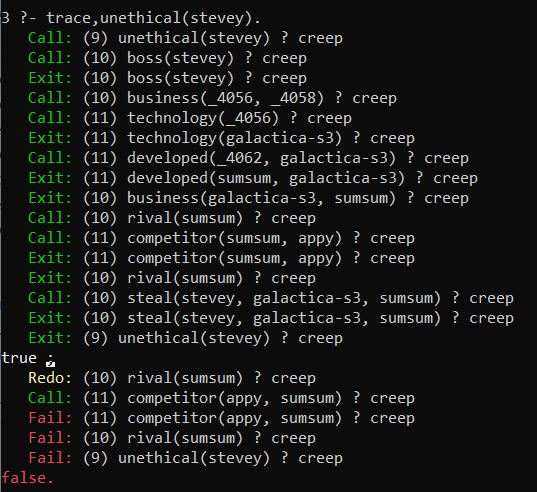 3 ?- trace,unethical(stevey).
Call: (9) unethical(stevey) ? creep
Call: (10) boss(stevey) ? creep
Exit: (10) boss(stevey) ? creep
Call: (10) business(_4056, _4058) ? creep
Call: (11) technology(_4056) ? creep
Exit: (11) technology(galactica-s3) ? creep
Call: (11) developed(_4062, galactica-s3) ? creep
Exit: (11) developed(sumsum, galactica-s3) ? creep
Exit: (10) business(galactica-s3, sumsum) ? creep
Call: (10) rival(sumsum) ? creep
Call: (11) competitor(sumsum, appy) ? creep
Exit: (11) competitor(sumsum, appy) ? creep
Exit: (10) rival(sumsum) ? creep
Call: (10) steal(stevey, galactica-s3, sumsum) ? creep
Exit: (10) steal(stevey, galactica-s3, sumsum) ? creep
Exit: (9) unethical(stevey) ? creep
true ;
Redo: (10) rival(sumsum) ? creep
Call: (11) competitor(appy, sumsum) ? creep
Fail: (11) competitor(appy, sumsum) ? creep
Fail: (10) rival(sumsum) ? creep
Fail: (9) unethical(stevey) ? creep
false.